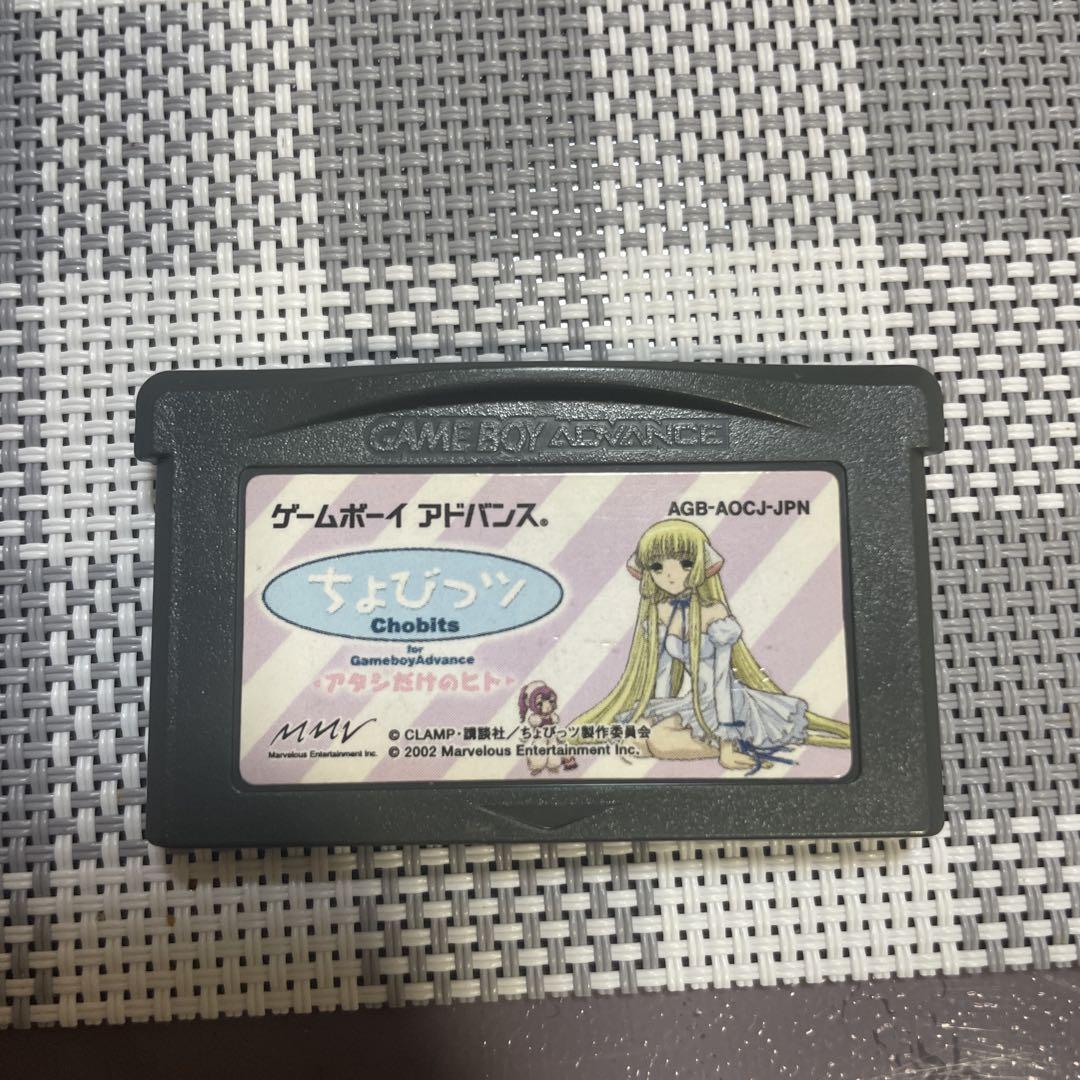 GAME BOY ADVANCE
ゲームボーイ アドバンス®
AGB-AOCJ-JPN
ちょびっツ
Chobits
for
GameboyAdvance
・アタシだけのヒト・
MMV
Marvelous Entertainment Inc.
© CLAMP・講談社／ちょびっツ製作委員会
© 2002 Marvelous Entertainment Inc.